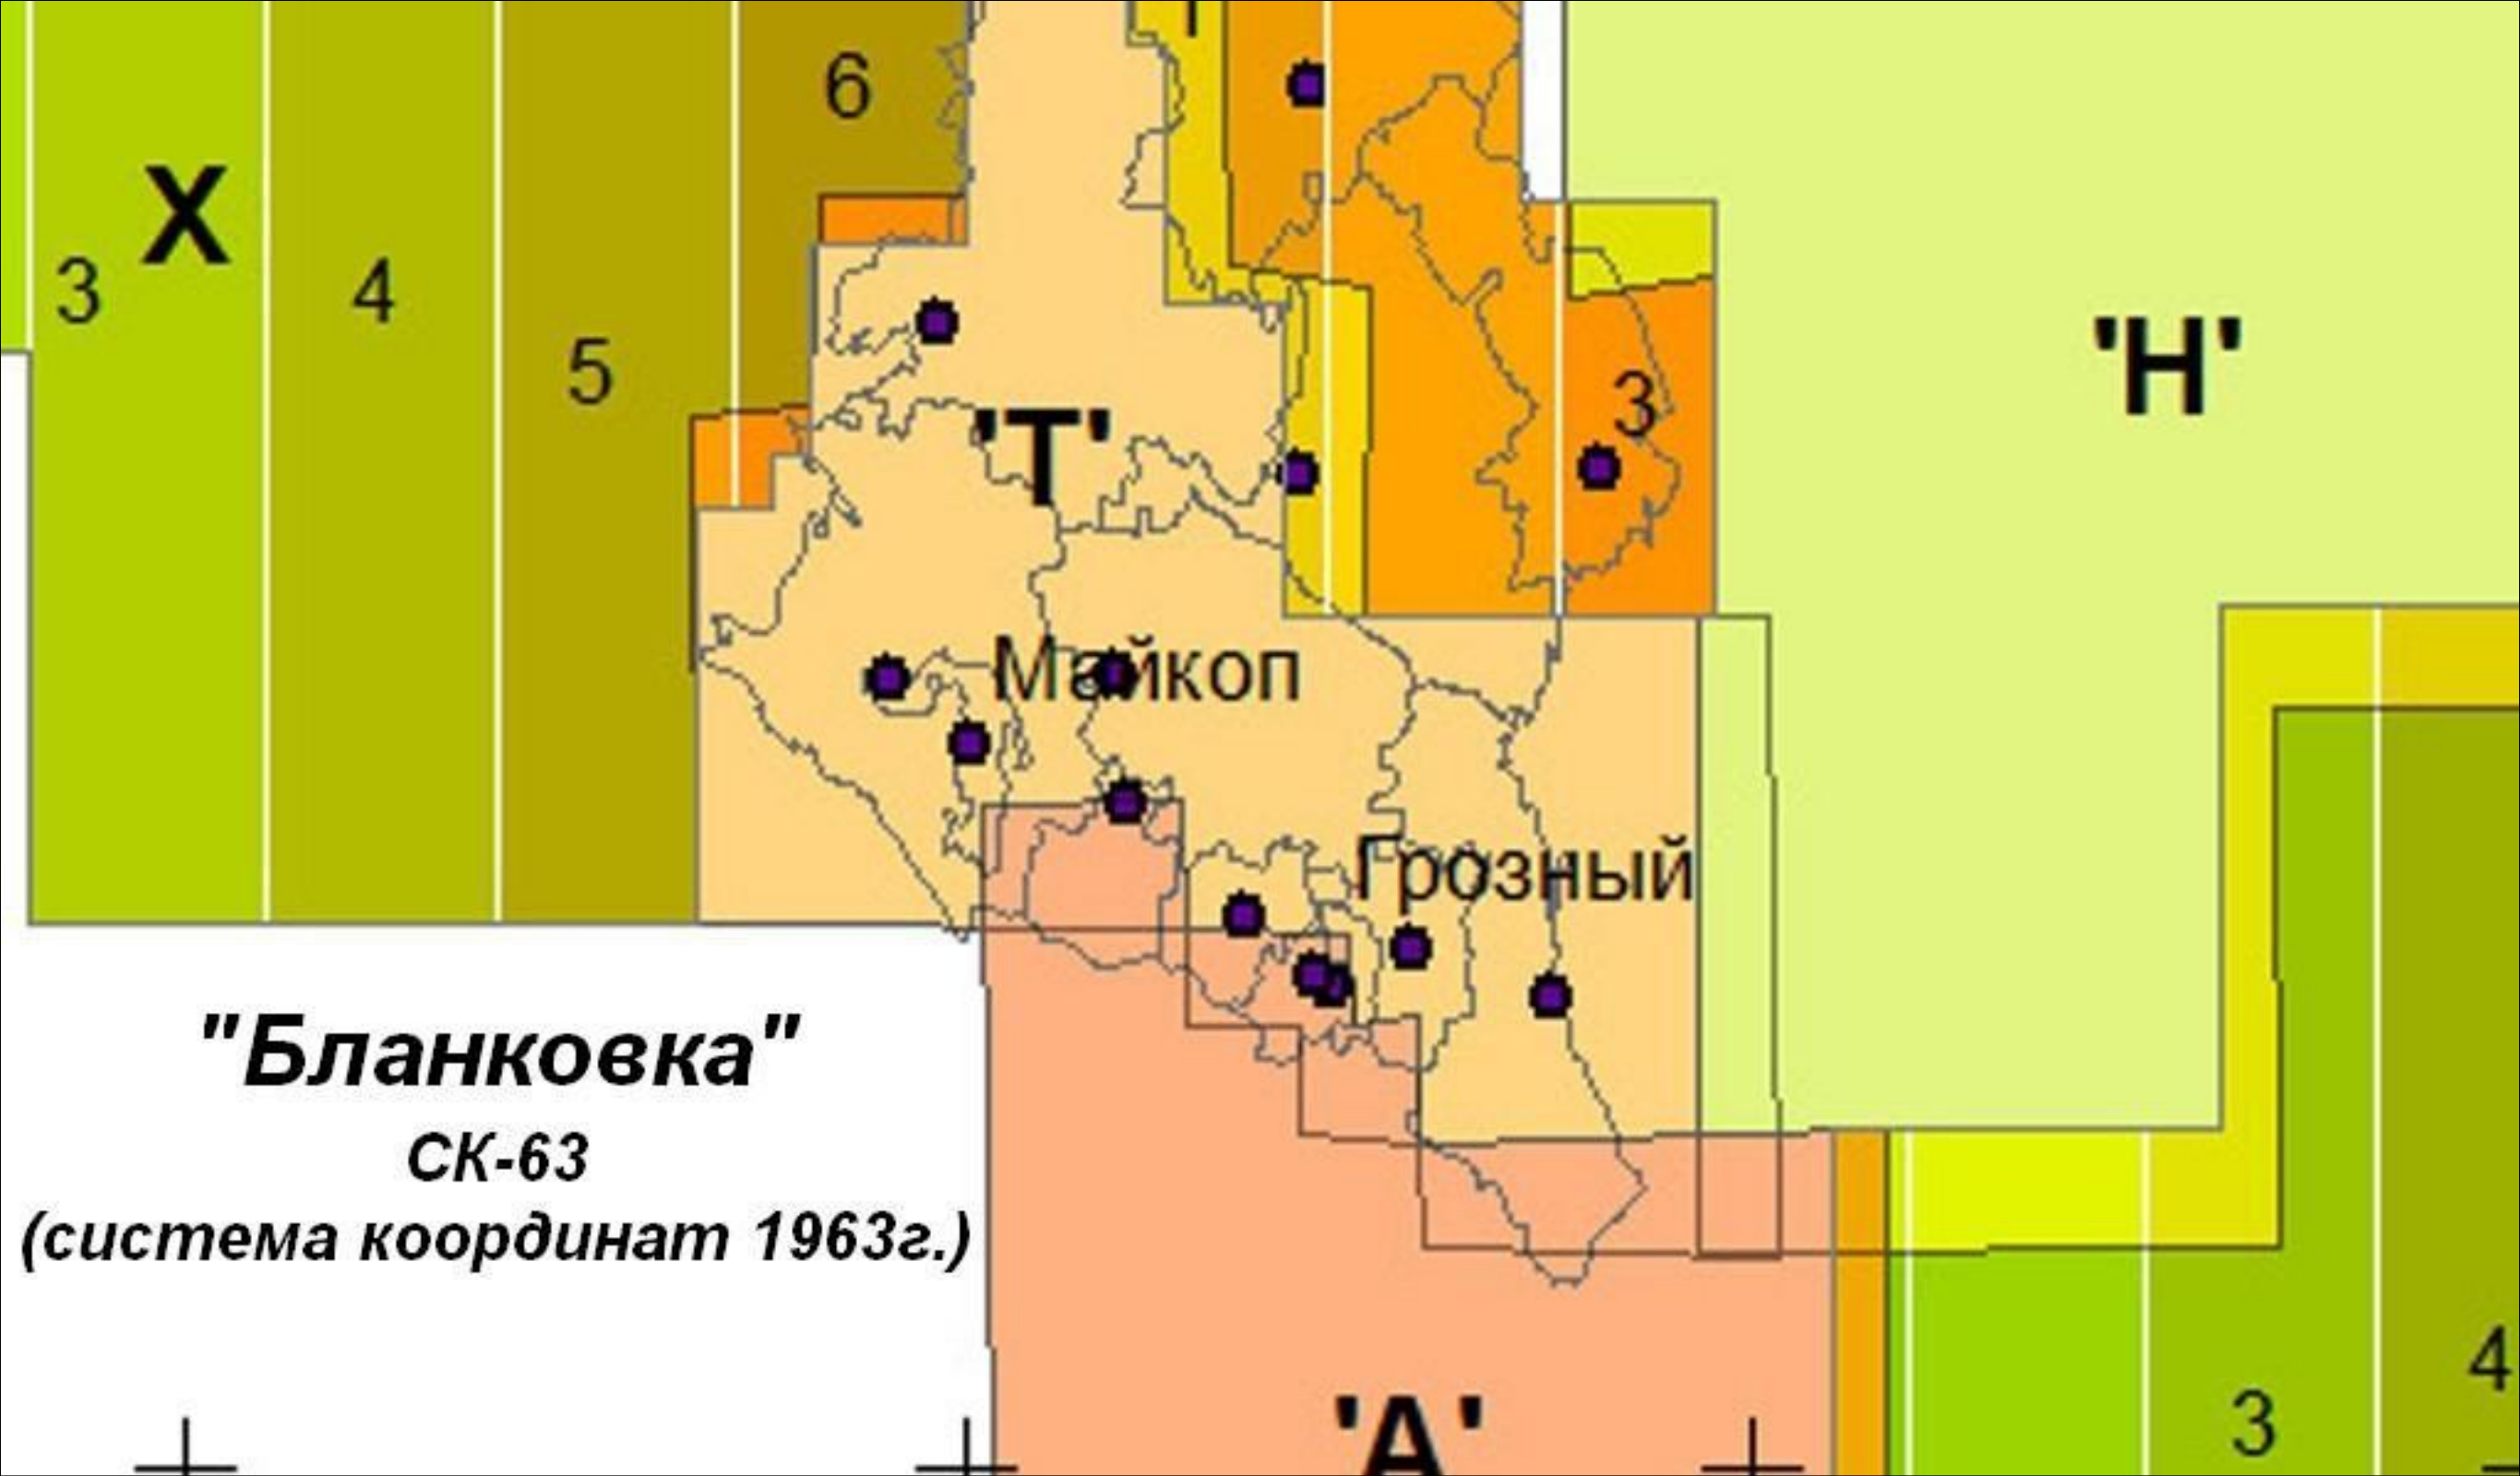 6
Х
3
4
5
'Т'
3
'Н'
Майкоп
Грозный
"Бланковка"
СК-63
(система координат 1963г.)
'А'
3
4